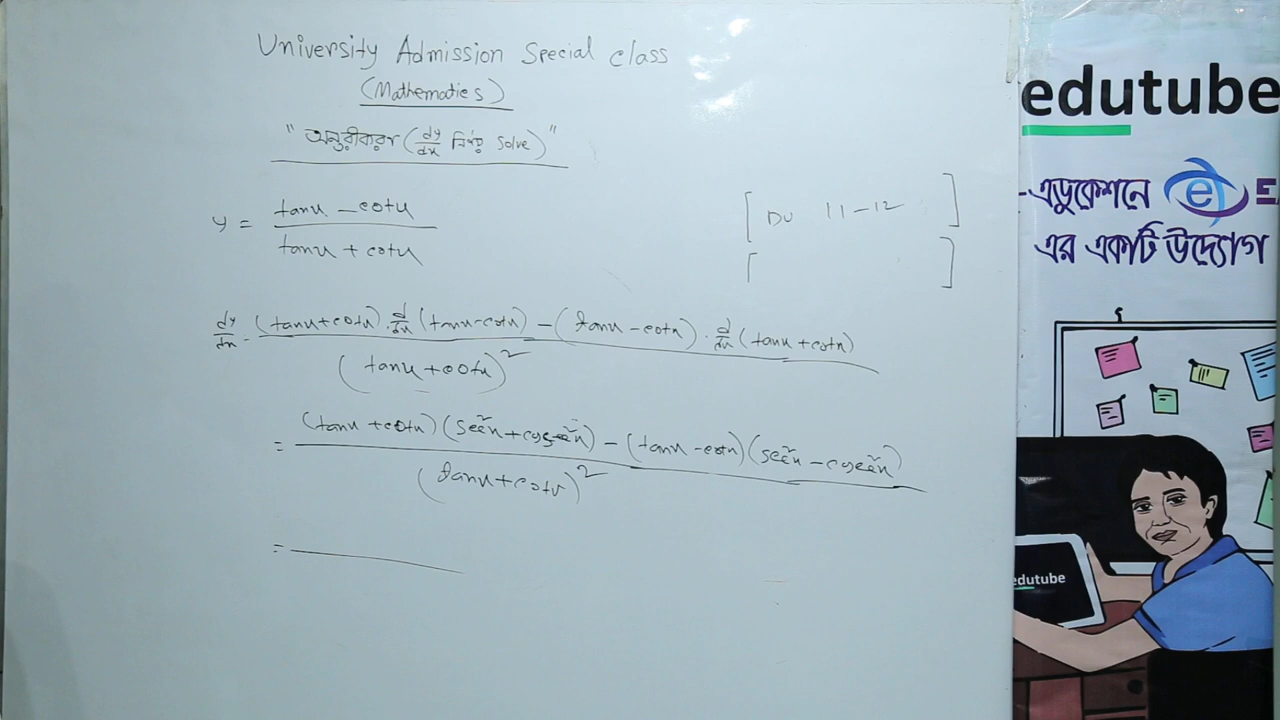 University Admission Special class
(Mathematics)
"অন্তরীকরণ (dy/dx নির্ণয় Solve)"
y = (tanx - cotx)/(tanx + cotx)
[DU 11-12]
[ ]
dy/dx = ((tanx+cotx).d/dx(tanx-cotx) - (tanx-cotx).d/dx(tanx+cotx))/(tanx+cotx)²
= ((tanx+cotx)(sec²x+cosec²x) - (tanx-cotx)(sec²x-cosec²x))/(tanx+cotx)²
=
edutube
-এডুকেশনে e E
এর একটি উদ্যোগ
edutube